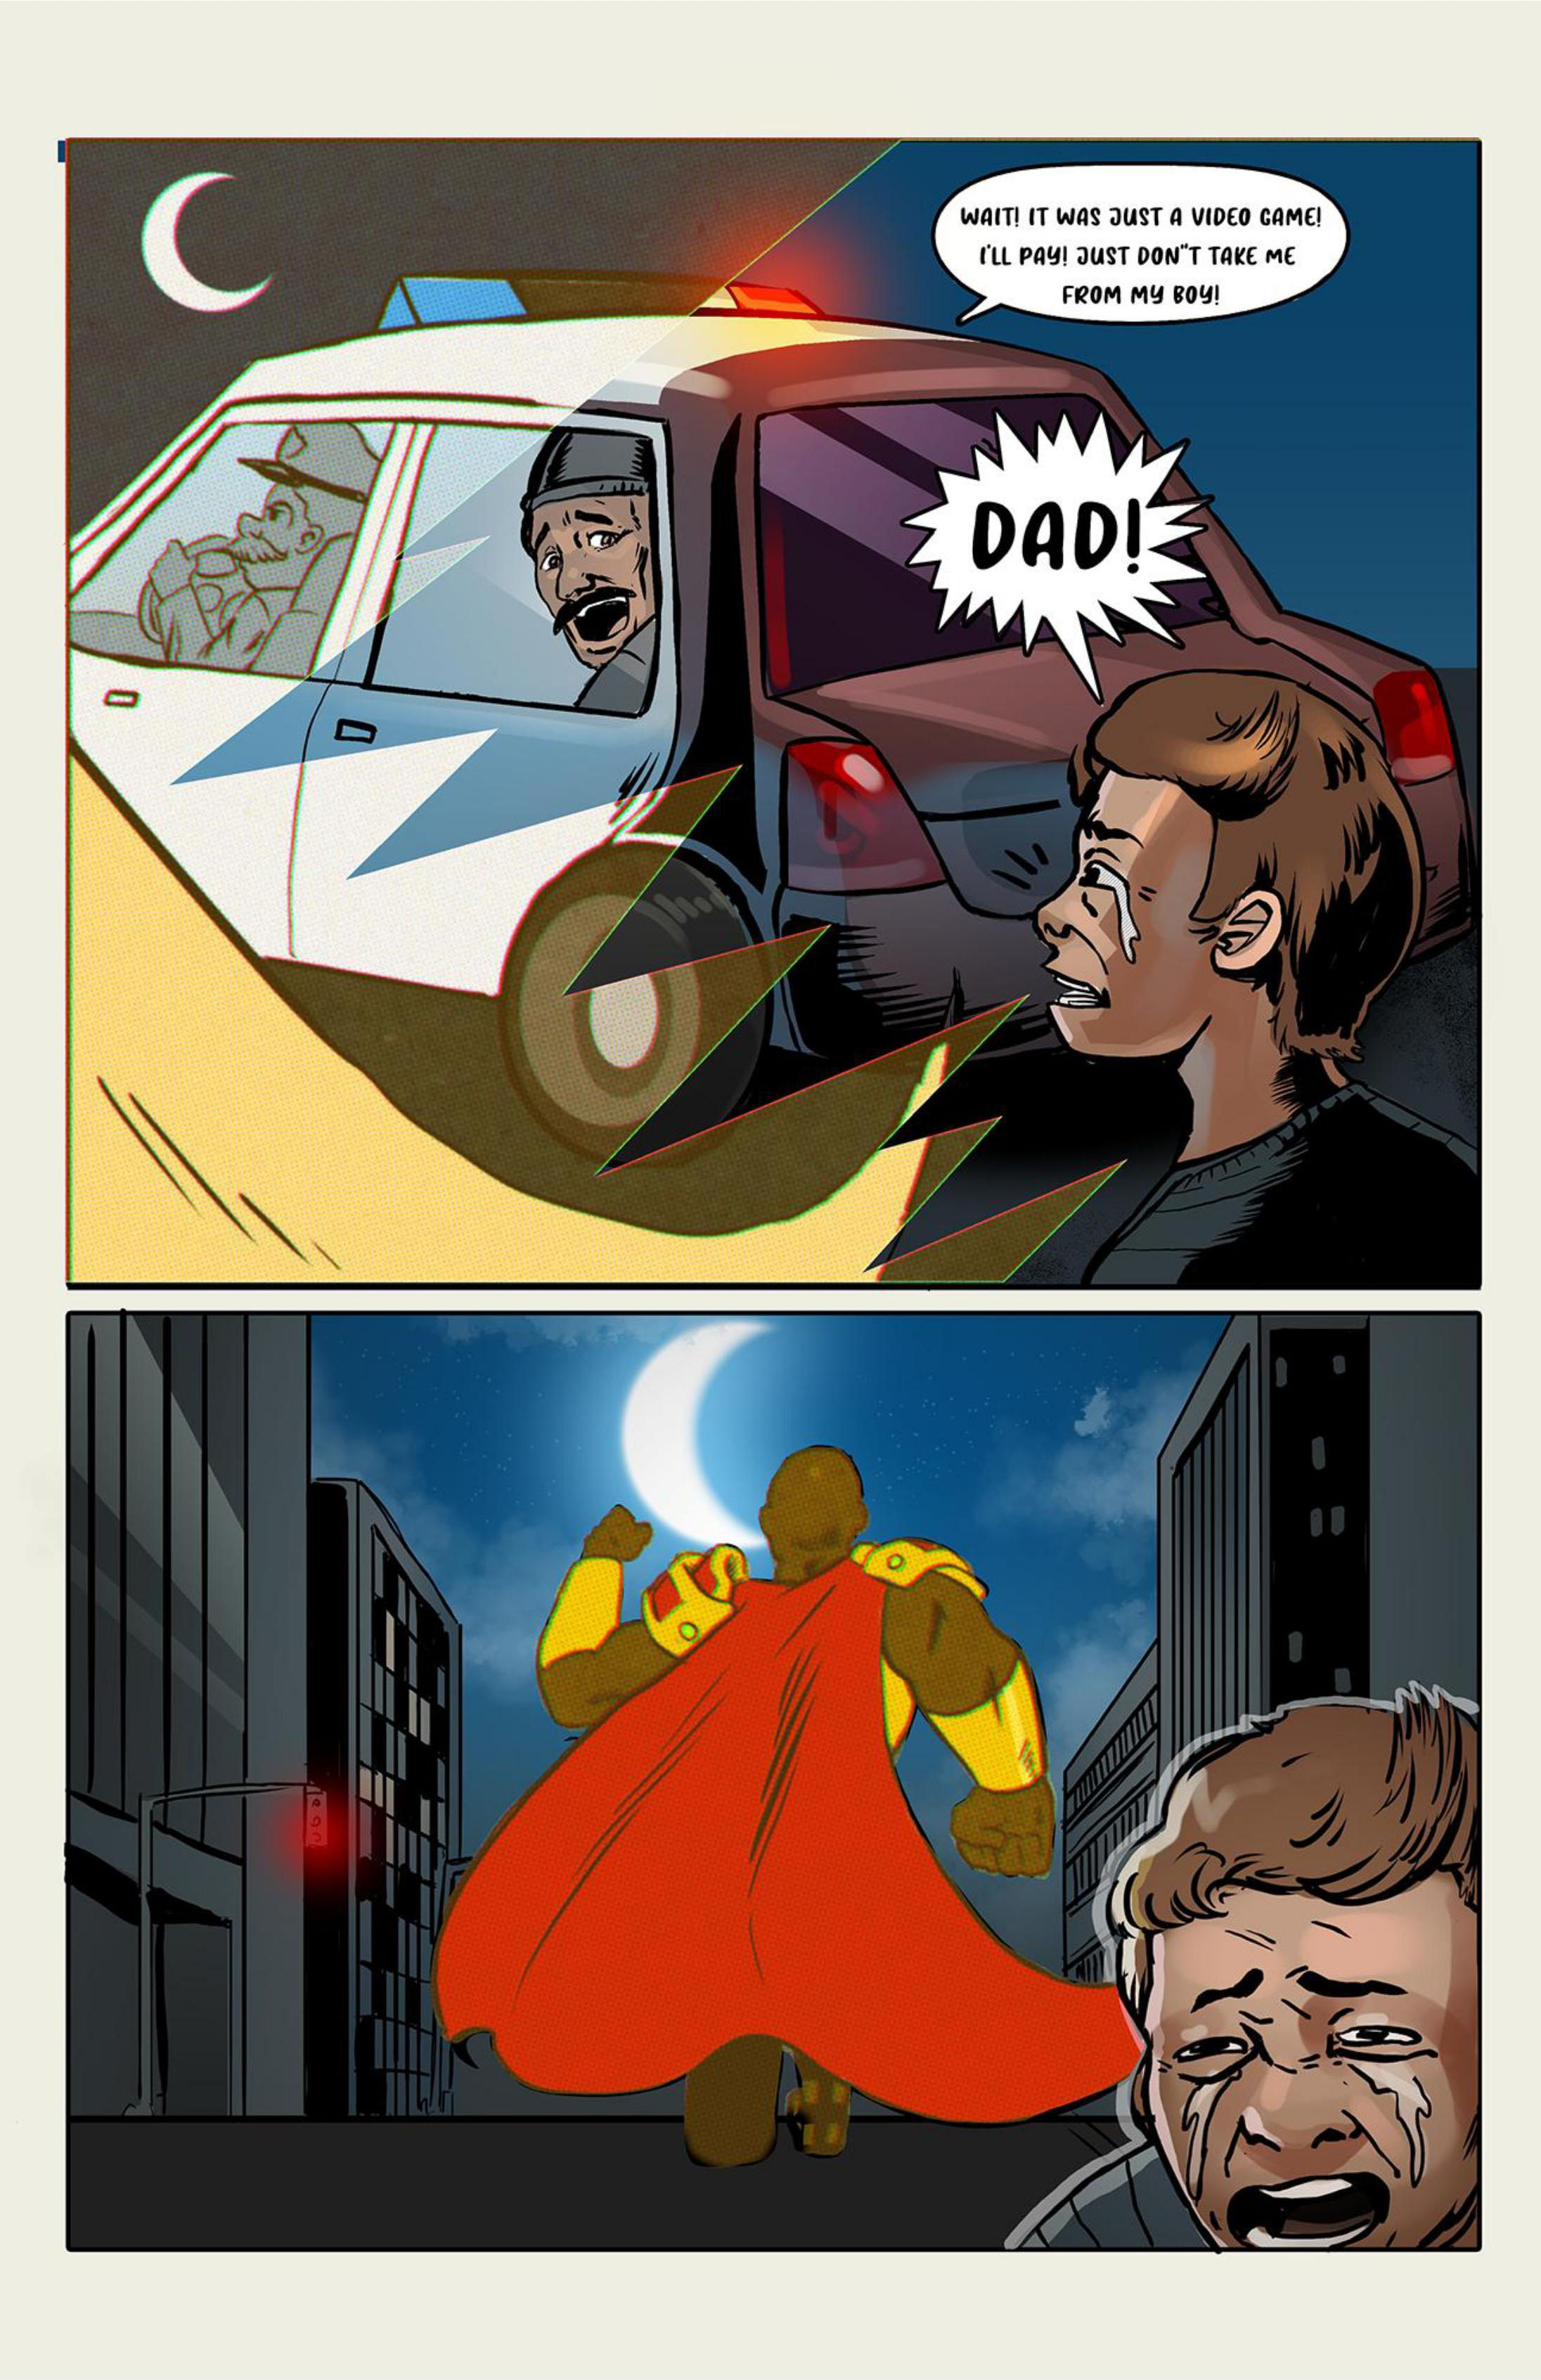 WAIT! IT WAS JUST A VIDEO GAME!
I'LL PAY! JUST DON"T TAKE ME
FROM MY BOY!
DAD!